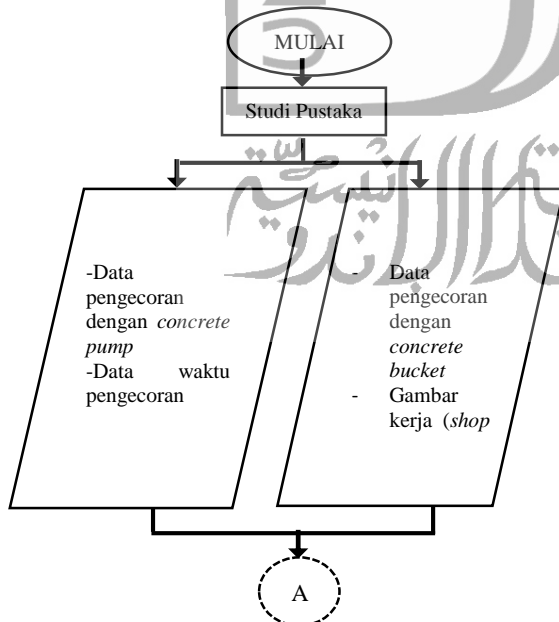 MULAI
Studi Pustaka
-Data
pengecoran
dengan concrete
pump
-Data waktu
pengecoran
- Data
pengecoran
dengan
concrete
bucket
- Gambar
kerja (shop
A